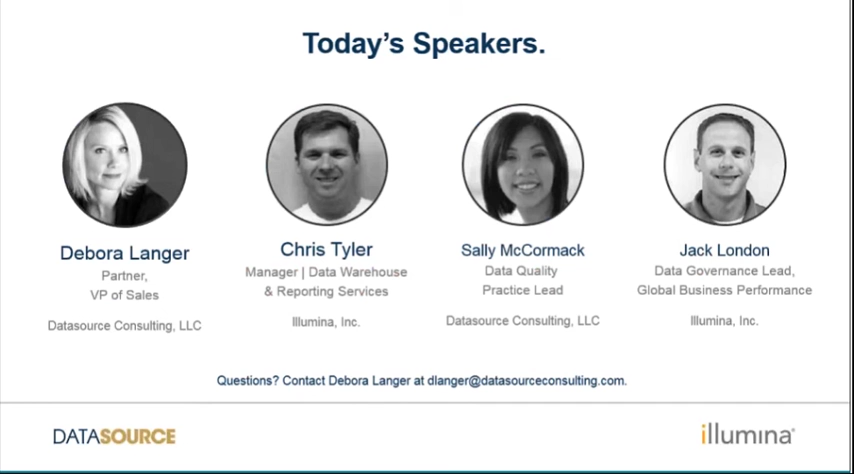 Today's Speakers.
Debora Langer
Partner,
VP of Sales
Datasource Consulting, LLC
Chris Tyler
Manager | Data Warehouse
& Reporting Services
Illumina, Inc.
Sally McCormack
Data Quality
Practice Lead
Datasource Consulting, LLC
Jack London
Data Governance Lead,
Global Business Performance
Illumina, Inc.
Questions? Contact Debora Langer at dlanger@datasourceconsulting.com.
DATASOURCE
illumina®